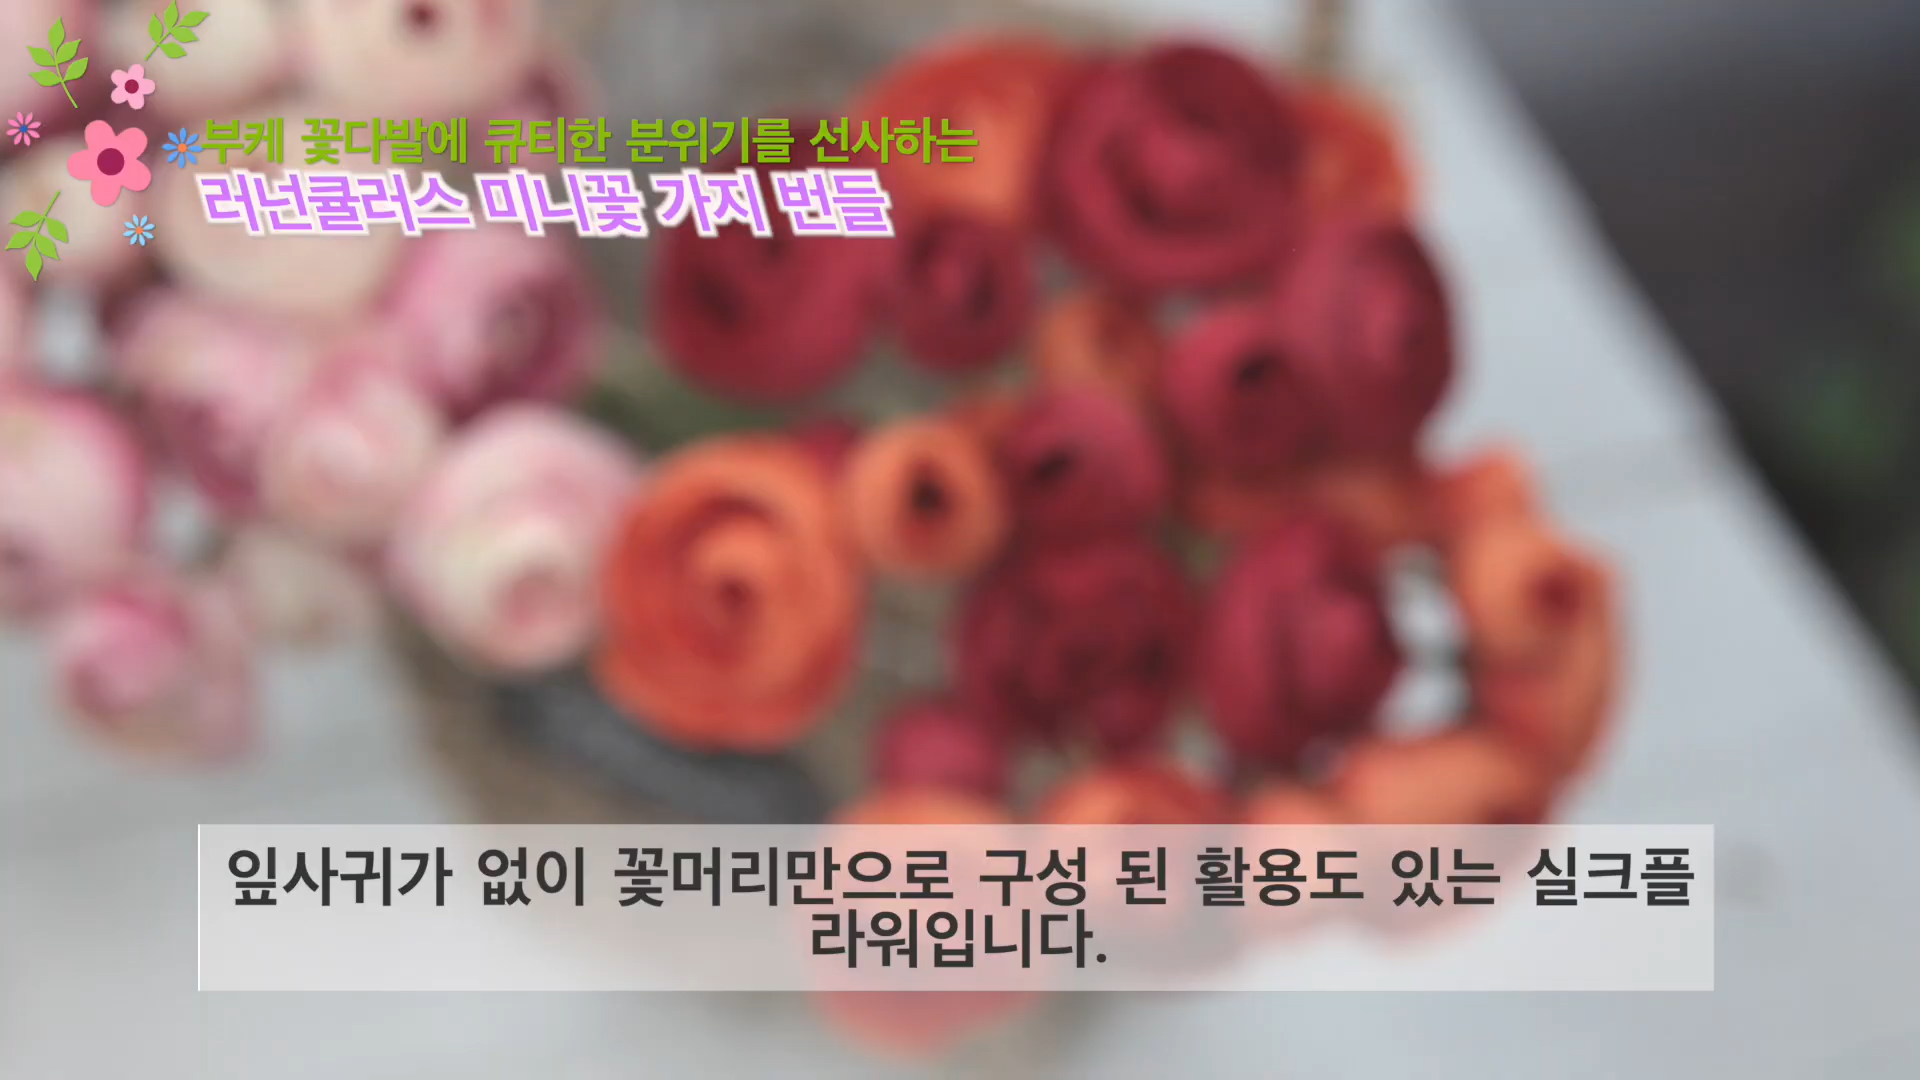 부케 꽃다발에 큐티한 분위기를 선사하는
러넌큘러스 미니꽃 가지 번들
잎사귀가 없이 꽃머리만으로 구성 된 활용도 있는 실크플
라워입니다.